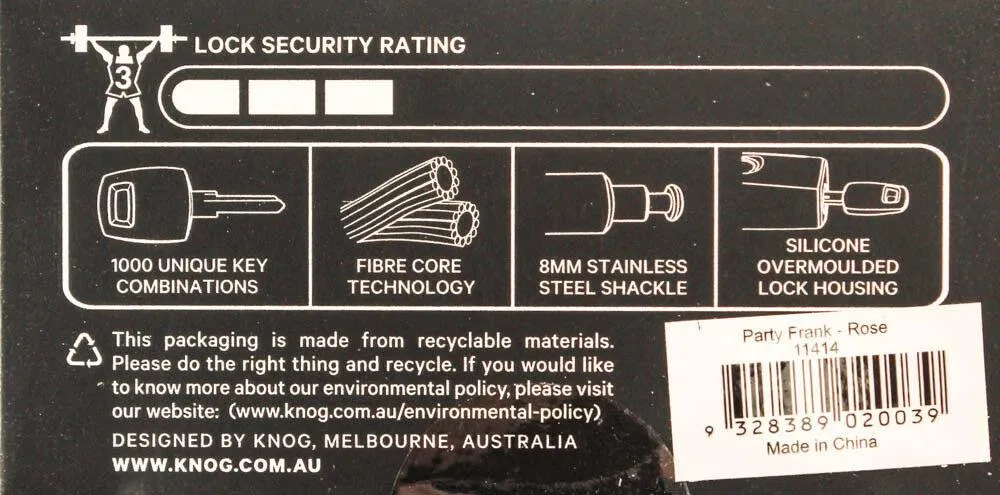 LOCK SECURITY RATING
3
1000 UNIQUE KEY
COMBINATIONS
FIBRE CORE
TECHNOLOGY
8MM STAINLESS
STEEL SHACKLE
SILICONE
OVERMOULDED
LOCK HOUSING
This packaging is made from recyclable materials.
Please do the right thing and recycle. If you would like
to know more about our environmental policy, please visit
our website: (www.knog.com.au/environmental-policy)
DESIGNED BY KNOG, MELBOURNE, AUSTRALIA
WWW.KNOG.COM.AU
Party Frank - Rose
11414
9 328389 020039
Made in China